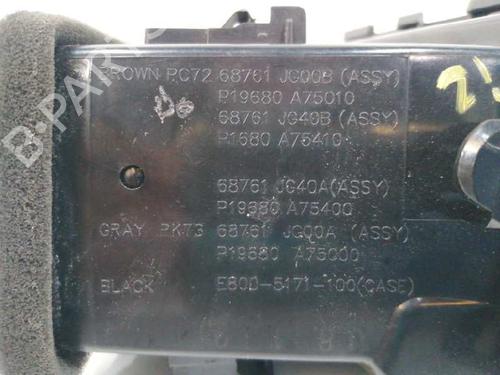 BROWN PC72 68761 JG00B (ASSY)
P19680 A75010
68761 JG40B (ASSY)
P1680 A75410
68761 JG40A(ASSY)
P19680 A75400
GRAY PK73 68761 JG00A (ASSY)
P19680 A75000
BLACK E80D-5171-100(CASE)